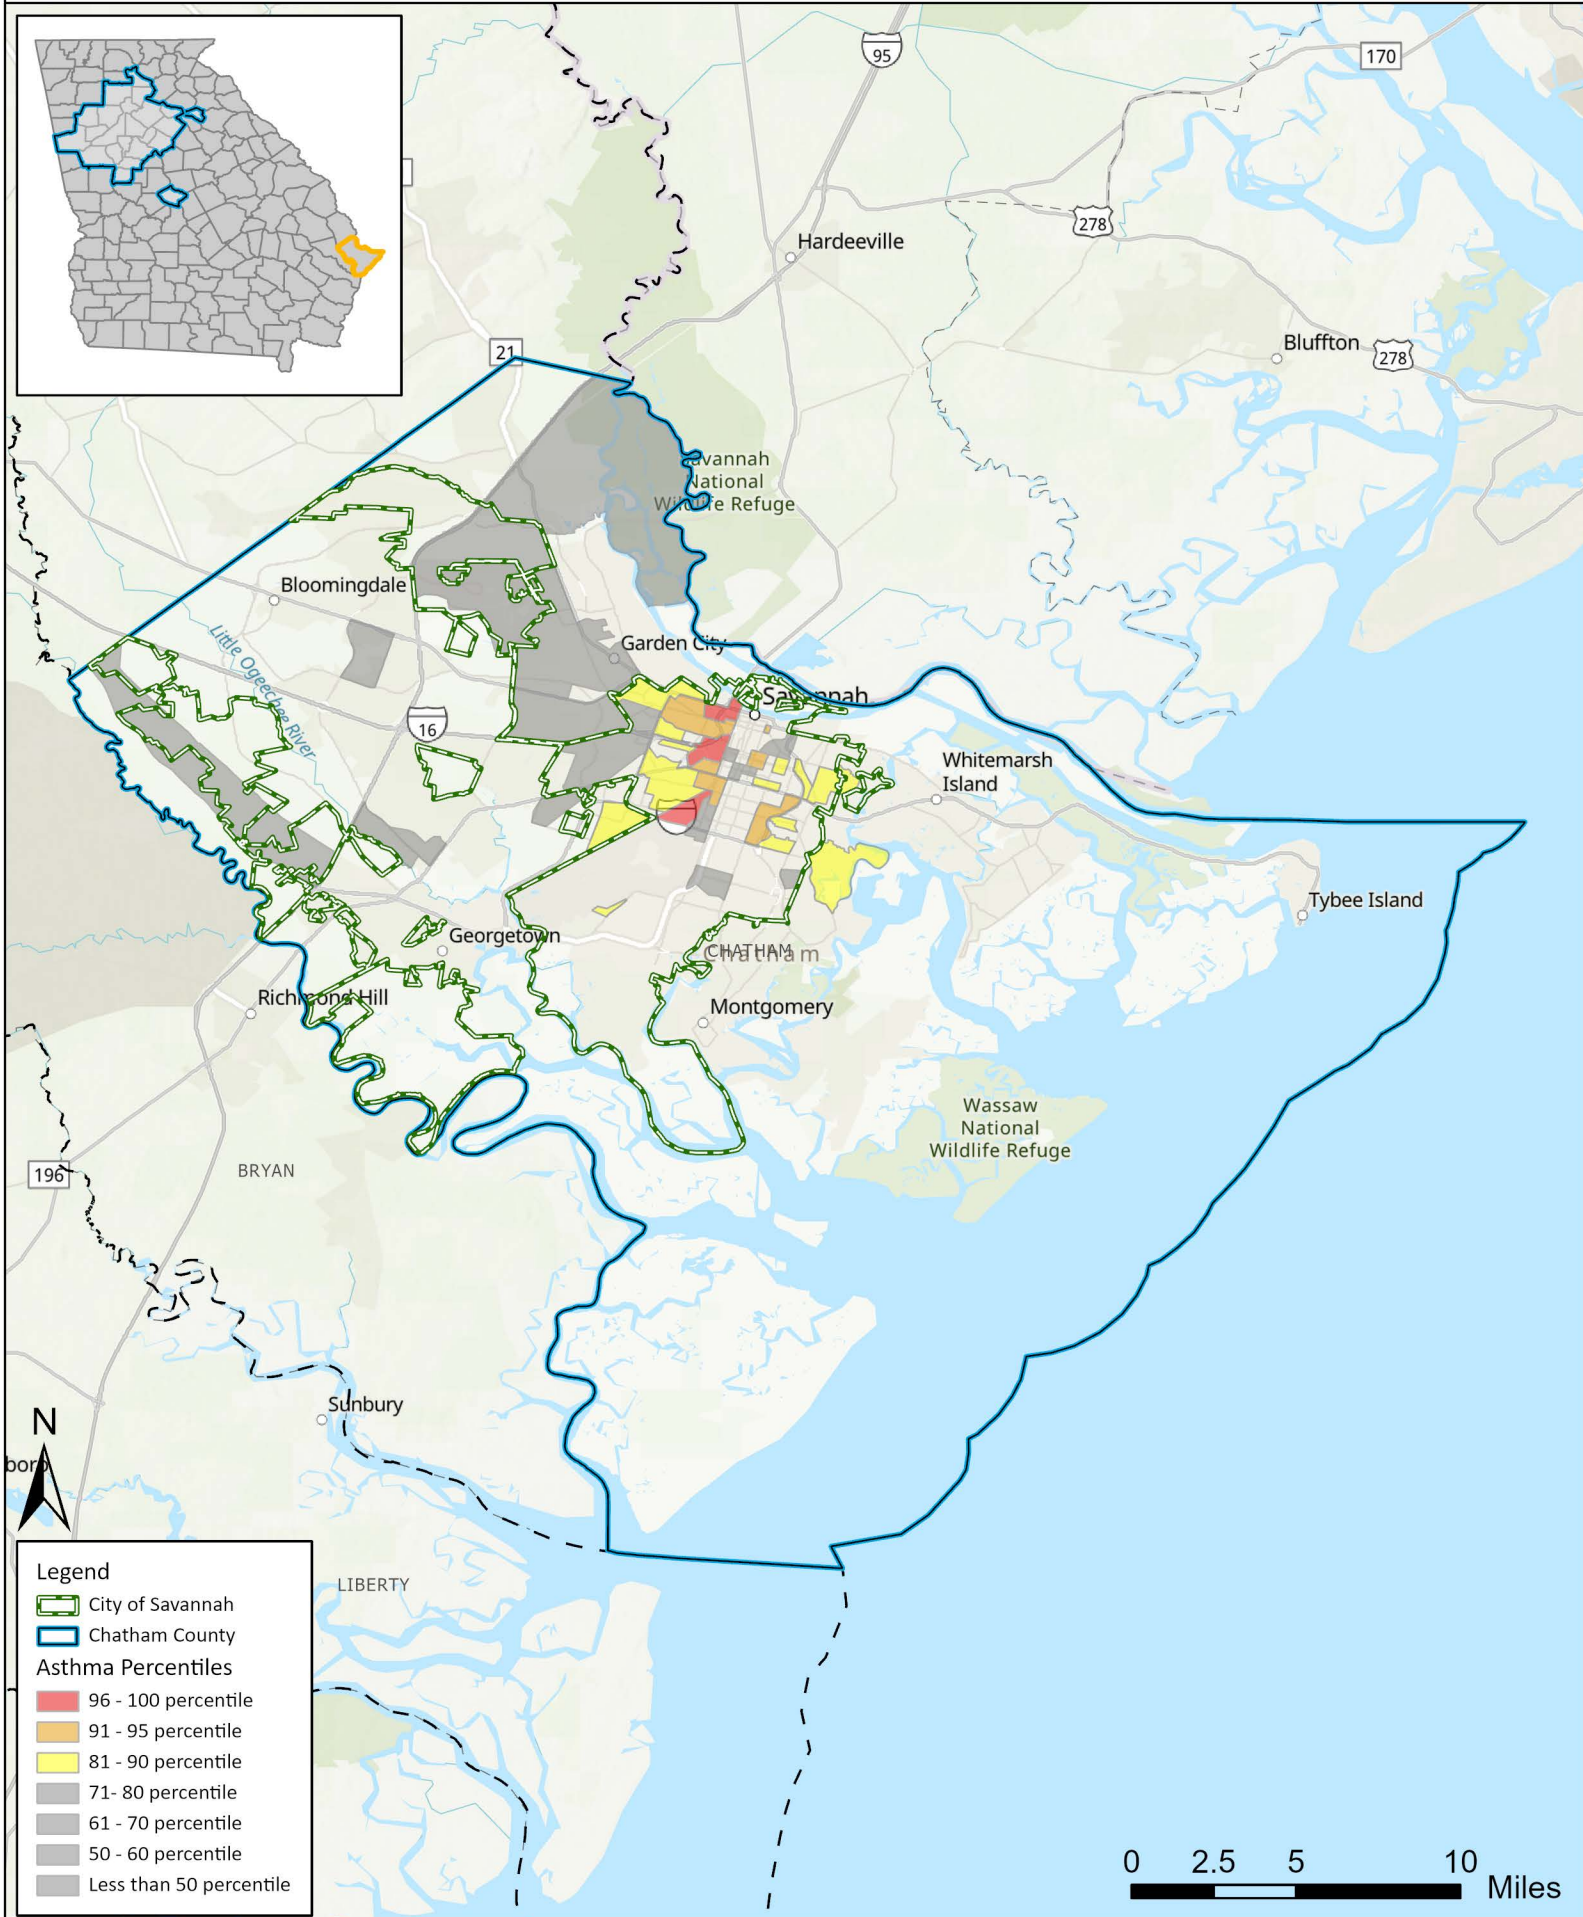 95
170
278
Hardeeville
Bluffton
278
21
Savannah
National
Wildlife Refuge
Bloomingdale
Little Ogeechee River
Garden City
Savannah
16
Whitemarsh
Island
Tybee Island
Georgetown
CHATHAM
Chatham
Richmond Hill
Montgomery
Wassaw
National
Wildlife Refuge
BRYAN
196
Sunbury
N
boro
LIBERTY
Legend
City of Savannah
Chatham County
Asthma Percentiles
96 - 100 percentile
91 - 95 percentile
81 - 90 percentile
71- 80 percentile
61 - 70 percentile
50 - 60 percentile
Less than 50 percentile
0 2.5 5 10
Miles